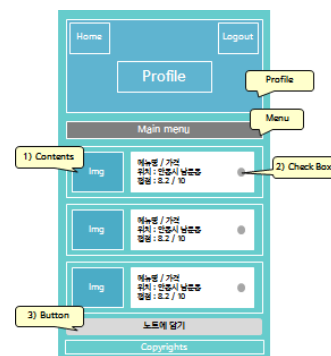 Home
Logout
Profile
Profile
Menu
Main menu
1) Contents
Img
메뉴명 / 가격
위치 : 안동시 남문동
평점 : 8.2 / 10
2) Check Box
Img
메뉴명 / 가격
위치 : 안동시 남문동
평점 : 8.2 / 10
Img
메뉴명 / 가격
위치 : 안동시 남문동
평점 : 8.2 / 10
3) Button
노트에 담기
Copyrights